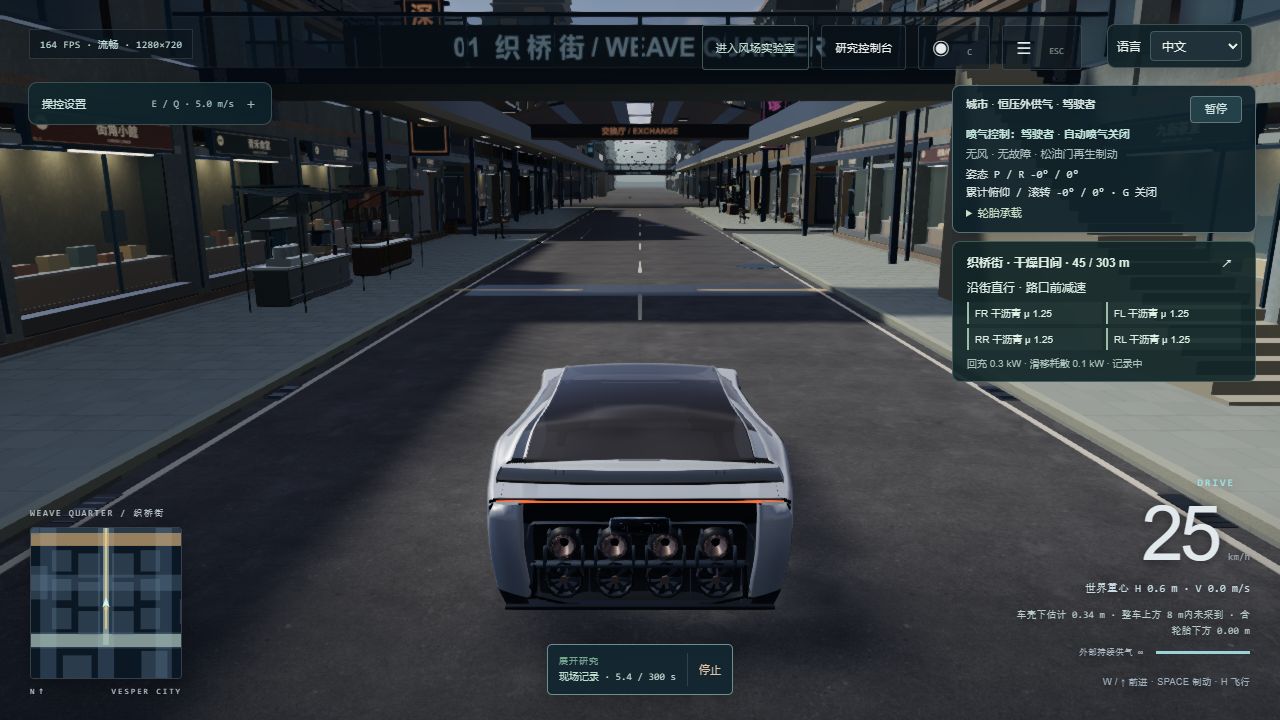 深
164 FPS · 流畅 · 1280×720
01 织桥街 / WEAVE QUARTER
进入风场实验室
研究控制台
C
ESC
语言
中文
操控设置
E / Q · 5.0 m/s +
城市 · 恒压外供气 · 驾驶者
暂停
喷气控制：驾驶者 · 自动喷气关闭
无风 · 无故障 · 松油门再生制动
姿态 P / R -0° / 0°
累计俯仰 / 滚转 -0° / 0° · G 关闭
▶ 轮胎承载
交换厅 / EXCHANGE
织桥街 · 干燥日间 · 45 / 303 m ↗
沿街直行 · 路口前减速
FR 干沥青 μ 1.25
FL 干沥青 μ 1.25
RR 干沥青 μ 1.25
RL 干沥青 μ 1.25
回充 0.3 kW · 滑移耗散 0.1 kW · 记录中
WEAVE QUARTER / 织桥街
N↑
VESPER CITY
展开研究
现场记录 · 5.4 / 300 s
停止
DRIVE
25 km/h
世界重心 H 0.6 m · V 0.0 m/s
车壳下估计 0.34 m · 整车上方 8 m内未采到 · 含
轮胎下方 0.00 m
外部持续供气 ∞
W / ↑ 前进 · SPACE 制动 · H 飞行